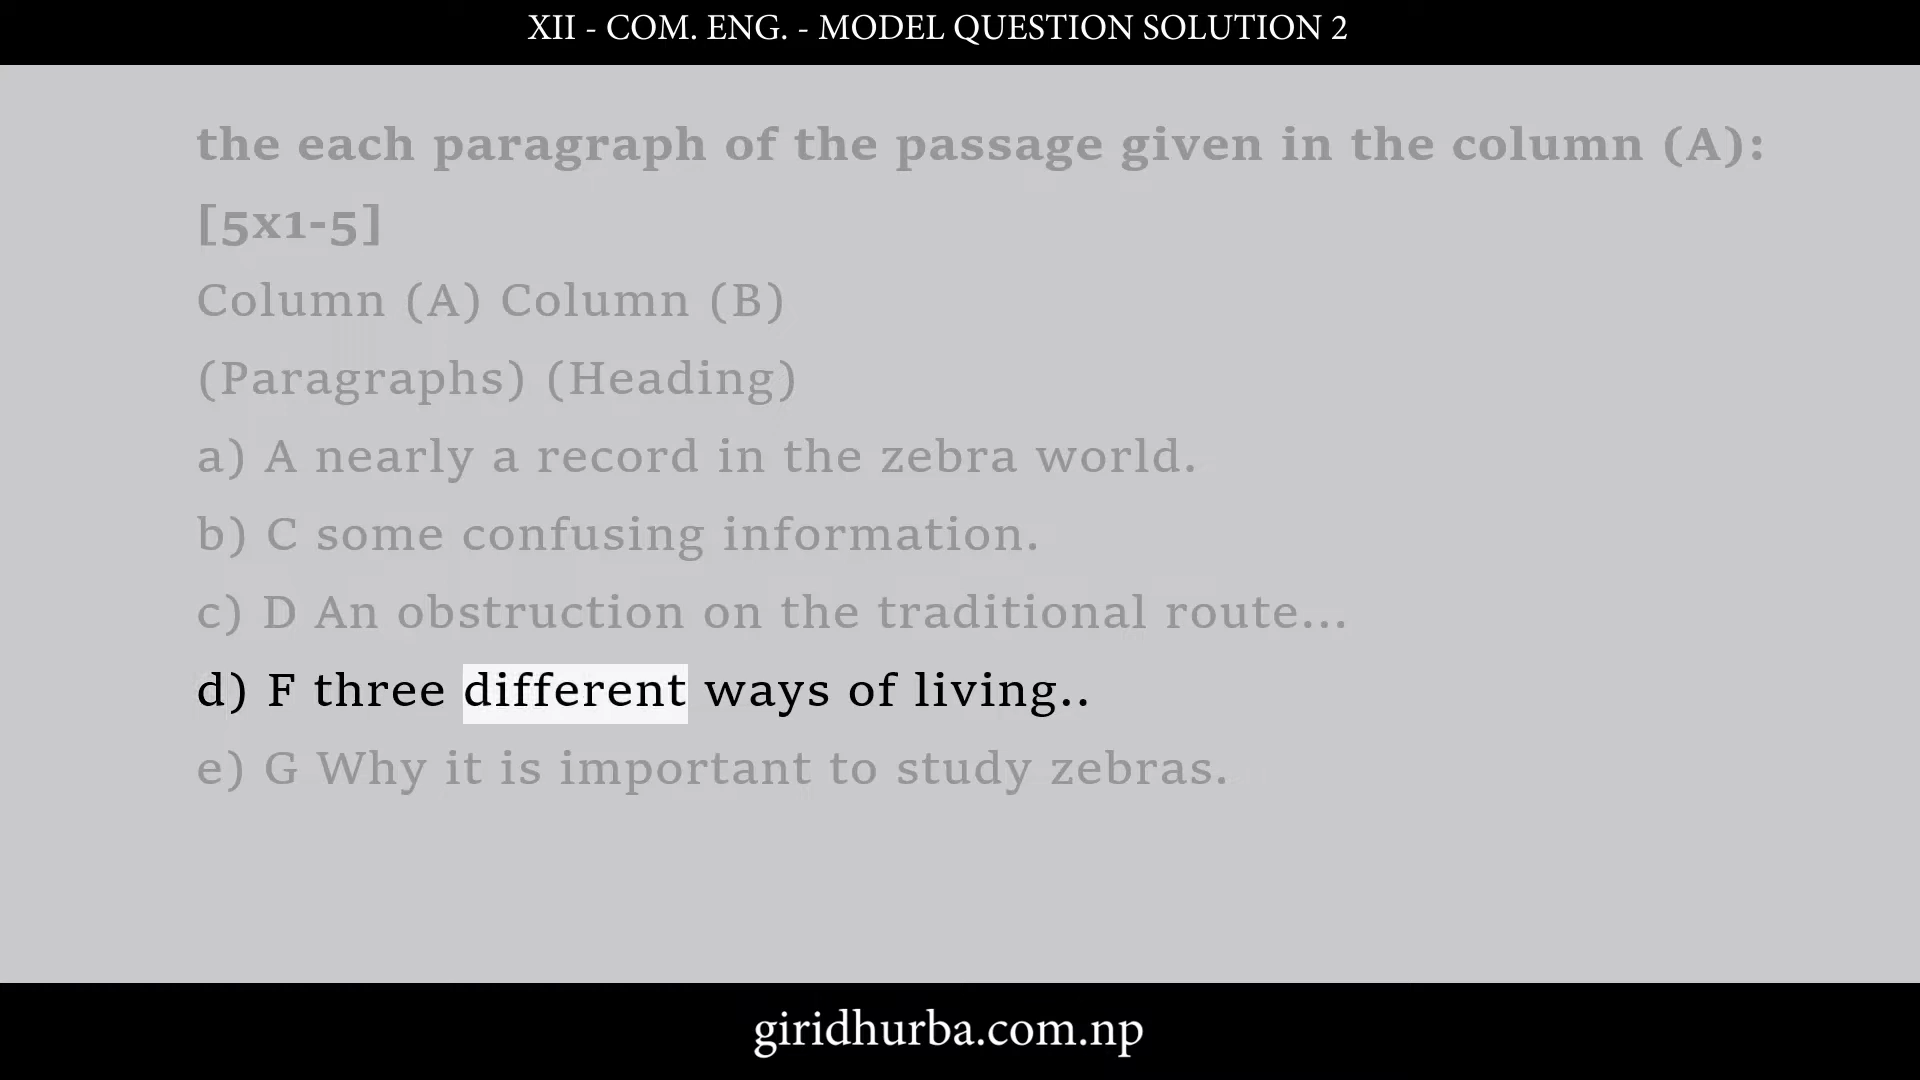 XII - COM. ENG. - MODEL QUESTION SOLUTION 2
the each paragraph of the passage given in the column (A):
[5x1-5]
Column (A) Column (B)
(Paragraphs) (Heading)
a) A nearly a record in the zebra world.
b) C some confusing information.
c) D An obstruction on the traditional route...
d) F three different ways of living..
e) G Why it is important to study zebras.
giridhurba.com.np